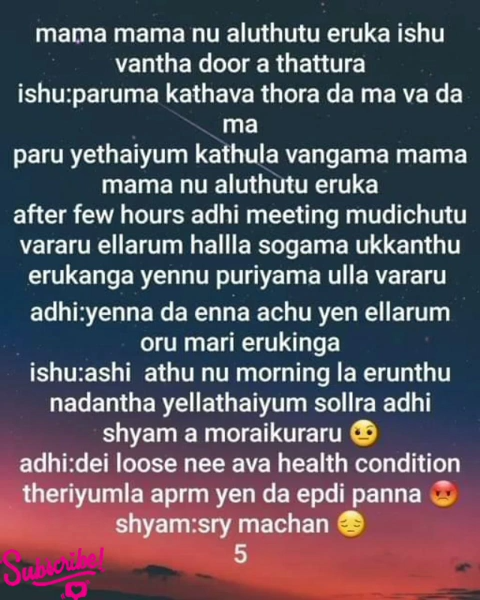 mama mama nu aluthutu eruka ishu
vantha door a thattura
ishu:paruma kathava thora da ma va da
ma
paru yethaiyum kathula vangama mama
mama nu aluthutu eruka
after few hours adhi meeting mudichutu
vararu ellarum hallla sogama ukkanthu
erukanga yennu puriyama ulla vararu
adhi:yenna da enna achu yen ellarum
oru mari erukinga
ishu:ashi athu nu morning la erunthu
nadantha yellathaiyum sollra adhi
shyam a moraikuraru 🤨
adhi:dei loose nee ava health condition
theriyumla aprm yen da epdi panna 😡
shyam:sry machan 😔
5
Subscribe!